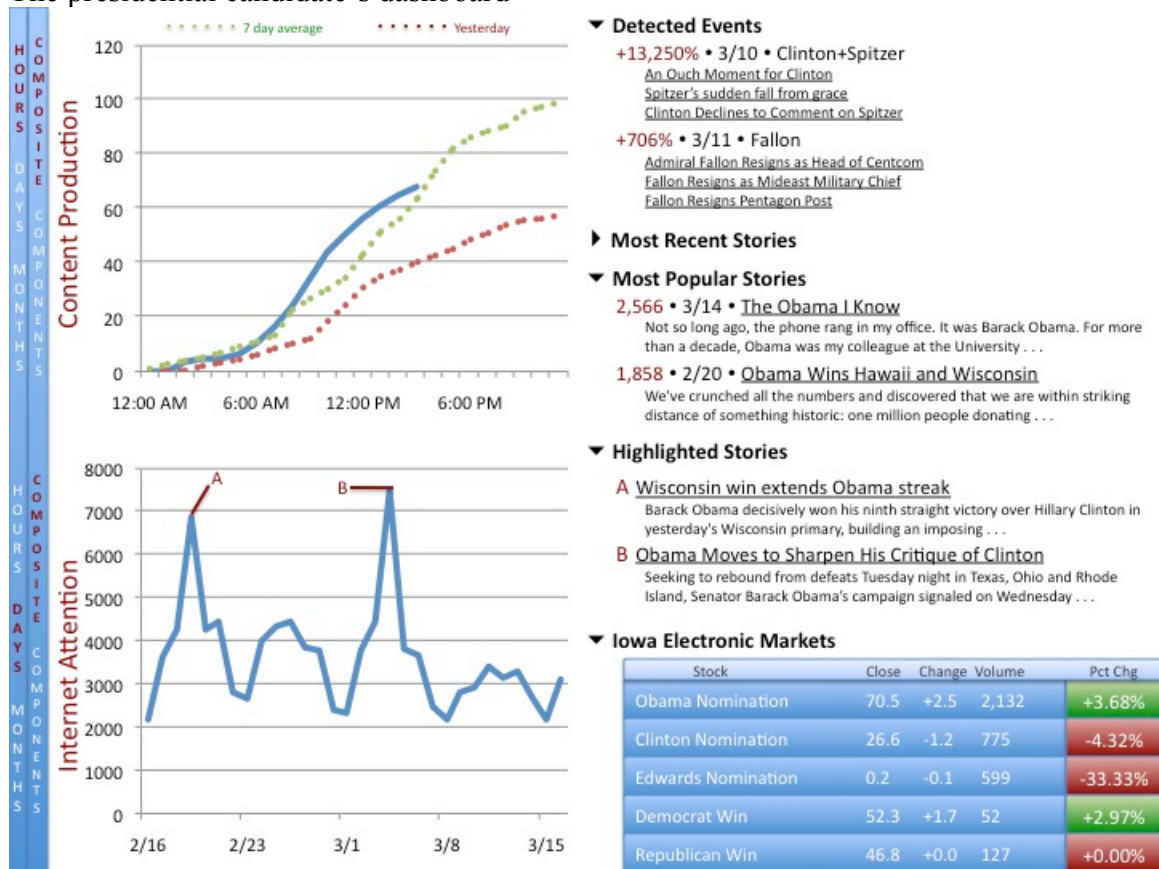 The presidential candidate's dashboard
HOURS DAYS MONTHS
COMPOSITE COMPONENTS
7 day average
Yesterday
Content Production
120
100
80
60
40
20
0
12:00 AM 6:00 AM 12:00 PM 6:00 PM
HOURS DAYS MONTHS
COMPOSITE COMPONENTS
Internet Attention
8000
7000
6000
5000
4000
3000
2000
1000
0
A
B
2/16 2/23 3/1 3/8 3/15
Detected Events
+13,250% • 3/10 • Clinton+Spitzer
An Ouch Moment for Clinton
Spitzer's sudden fall from grace
Clinton Declines to Comment on Spitzer
+706% • 3/11 • Fallon
Admiral Fallon Resigns as Head of Centcom
Fallon Resigns as Mideast Military Chief
Fallon Resigns Pentagon Post
Most Recent Stories
Most Popular Stories
2,566 • 3/14 • The Obama I Know
Not so long ago, the phone rang in my office. It was Barack Obama. For more
than a decade, Obama was my colleague at the University . . .
1,858 • 2/20 • Obama Wins Hawaii and Wisconsin
We've crunched all the numbers and discovered that we are within striking
distance of something historic: one million people donating . . .
Highlighted Stories
A Wisconsin win extends Obama streak
Barack Obama decisively won his ninth straight victory over Hillary Clinton in
yesterday's Wisconsin primary, building an imposing . . .
B Obama Moves to Sharpen His Critique of Clinton
Seeking to rebound from defeats Tuesday night in Texas, Ohio and Rhode
Island, Senator Barack Obama's campaign signaled on Wednesday . . .
Iowa Electronic Markets
Stock Close Change Volume Pct Chg
Obama Nomination 70.5 +2.5 2,132 +3.68%
Clinton Nomination 26.6 -1.2 775 -4.32%
Edwards Nomination 0.2 -0.1 599 -33.33%
Democrat Win 52.3 +1.7 52 +2.97%
Republican Win 46.8 +0.0 127 +0.00%